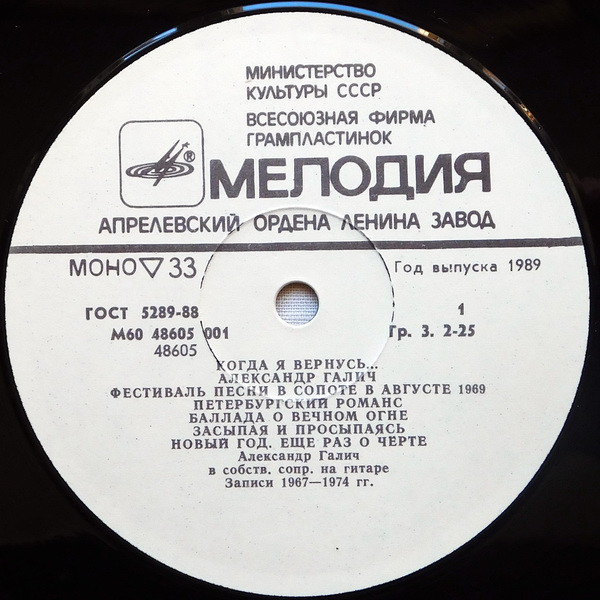 МИНИСТЕРСТВО
КУЛЬТУРЫ СССР
ВСЕСОЮЗНАЯ ФИРМА
ГРАМПЛАСТИНОК
® МЕЛОДИЯ
АПРЕЛЕВСКИЙ ОРДЕНА ЛЕНИНА ЗАВОД
МОНО ▽ 33
Год выпуска 1989
ГОСТ 5289-88
1
М60 48605 001
Гр. 3. 2-25
48605
КОГДА Я ВЕРНУСЬ...
АЛЕКСАНДР ГАЛИЧ
ФЕСТИВАЛЬ ПЕСНИ В СОПОТЕ В АВГУСТЕ 1969
ПЕТЕРБУРГСКИЙ РОМАНС
БАЛЛАДА О ВЕЧНОМ ОГНЕ
ЗАСЫПАЯ И ПРОСЫПАЯСЬ
НОВЫЙ ГОД. ЕЩЕ РАЗ О ЧЕРТЕ
Александр Галич
в собств. сопр. на гитаре
Записи 1967—1974 гг.